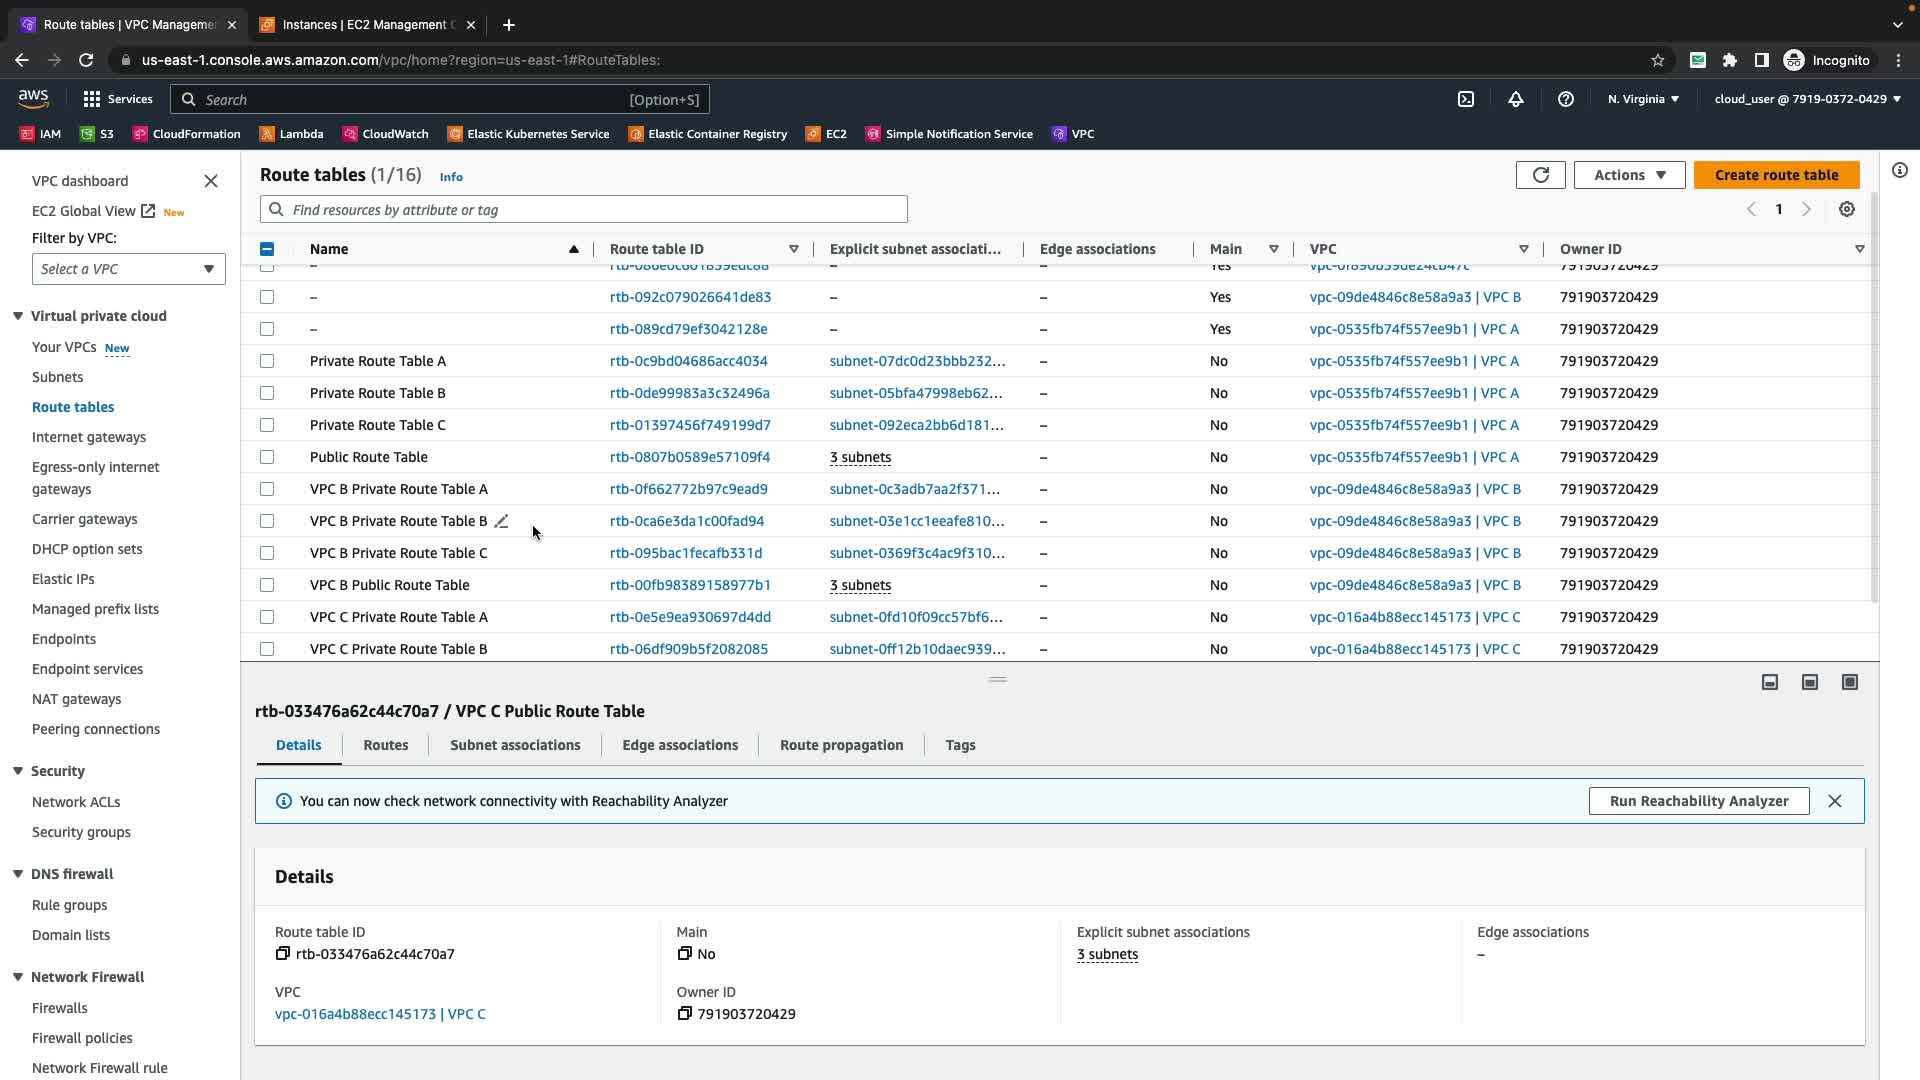 Route tables | VPC Manageme
Instances | EC2 Management C
us-east-1.console.aws.amazon.com/vpc/home?region=us-east-1#RouteTables:
Incognito
aws
Services
Search
[Option+S]
N. Virginia
cloud_user @ 7919-0372-0429
IAM
S3
CloudFormation
Lambda
CloudWatch
Elastic Kubernetes Service
Elastic Container Registry
EC2
Simple Notification Service
VPC
VPC dashboard
EC2 Global View New
Filter by VPC:
Select a VPC
Virtual private cloud
Your VPCs New
Subnets
Route tables
Internet gateways
Egress-only internet
gateways
Carrier gateways
DHCP option sets
Elastic IPs
Managed prefix lists
Endpoints
Endpoint services
NAT gateways
Peering connections
Security
Network ACLs
Security groups
DNS firewall
Rule groups
Domain lists
Network Firewall
Firewalls
Firewall policies
Network Firewall rule
Route tables (1/16) Info
Actions
Create route table
Find resources by attribute or tag
1
Name Route table ID Explicit subnet associati... Edge associations Main VPC Owner ID
– – – Yes 791903720429
– rtb-092c079026641de83 – – Yes vpc-09de4846c8e58a9a3 | VPC B 791903720429
– rtb-089cd79ef3042128e – – Yes vpc-0535fb74f557ee9b1 | VPC A 791903720429
Private Route Table A rtb-0c9bd04686acc4034 subnet-07dc0d23bbb232... – No vpc-0535fb74f557ee9b1 | VPC A 791903720429
Private Route Table B rtb-0de99983a3c32496a subnet-05bfa47998eb62... – No vpc-0535fb74f557ee9b1 | VPC A 791903720429
Private Route Table C rtb-01397456f749199d7 subnet-092eca2bb6d181... – No vpc-0535fb74f557ee9b1 | VPC A 791903720429
Public Route Table rtb-0807b0589e57109f4 3 subnets – No vpc-0535fb74f557ee9b1 | VPC A 791903720429
VPC B Private Route Table A rtb-0f662772b97c9ead9 subnet-0c3adb7aa2f371... – No vpc-09de4846c8e58a9a3 | VPC B 791903720429
VPC B Private Route Table B rtb-0ca6e3da1c00fad94 subnet-03e1cc1eeafe810... – No vpc-09de4846c8e58a9a3 | VPC B 791903720429
VPC B Private Route Table C rtb-095bac1fecafb331d subnet-0369f3c4ac9f310... – No vpc-09de4846c8e58a9a3 | VPC B 791903720429
VPC B Public Route Table rtb-00fb98389158977b1 3 subnets – No vpc-09de4846c8e58a9a3 | VPC B 791903720429
VPC C Private Route Table A rtb-0e5e9ea930697d4dd subnet-0fd10f09cc57bf6... – No vpc-016a4b88ecc145173 | VPC C 791903720429
VPC C Private Route Table B rtb-06df909b5f2082085 subnet-0ff12b10daec939... – No vpc-016a4b88ecc145173 | VPC C 791903720429
rtb-033476a62c44c70a7 / VPC C Public Route Table
Details Routes Subnet associations Edge associations Route propagation Tags
You can now check network connectivity with Reachability Analyzer
Run Reachability Analyzer
Details
Route table ID
rtb-033476a62c44c70a7
Main
No
Explicit subnet associations
3 subnets
Edge associations
–
VPC
vpc-016a4b88ecc145173 | VPC C
Owner ID
791903720429